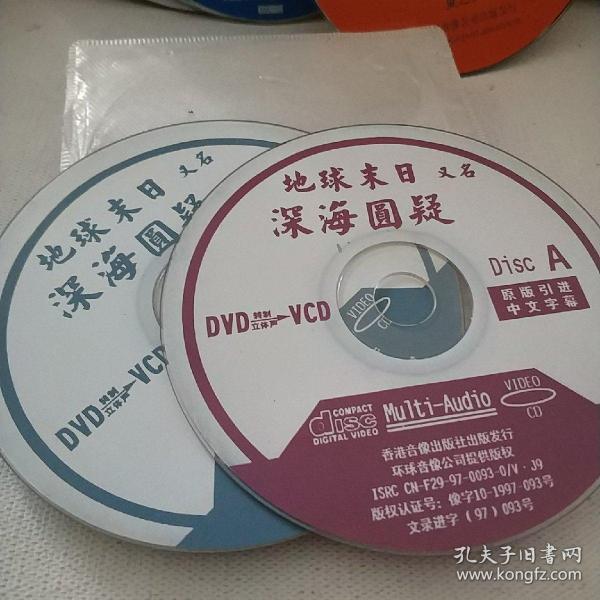 地球末日 又名
深海圓疑
DVD 转制 立体声 VCD
地球末日 又名
深海圓疑
Disc A
原版引进
中文字幕
DVD 转制 立体声 VCD
VIDEO
CD
COMPACT
disc
DIGITAL VIDEO
Multi-Audio
VIDEO
CD
香港音像出版社出版发行
环球音像公司提供版权
ISRC CN-F29-97-0093-0/V·J9
版权认证号：像字10-1997-093号
文录进字（97）093号
孔夫子旧书网
www.kongfz.com